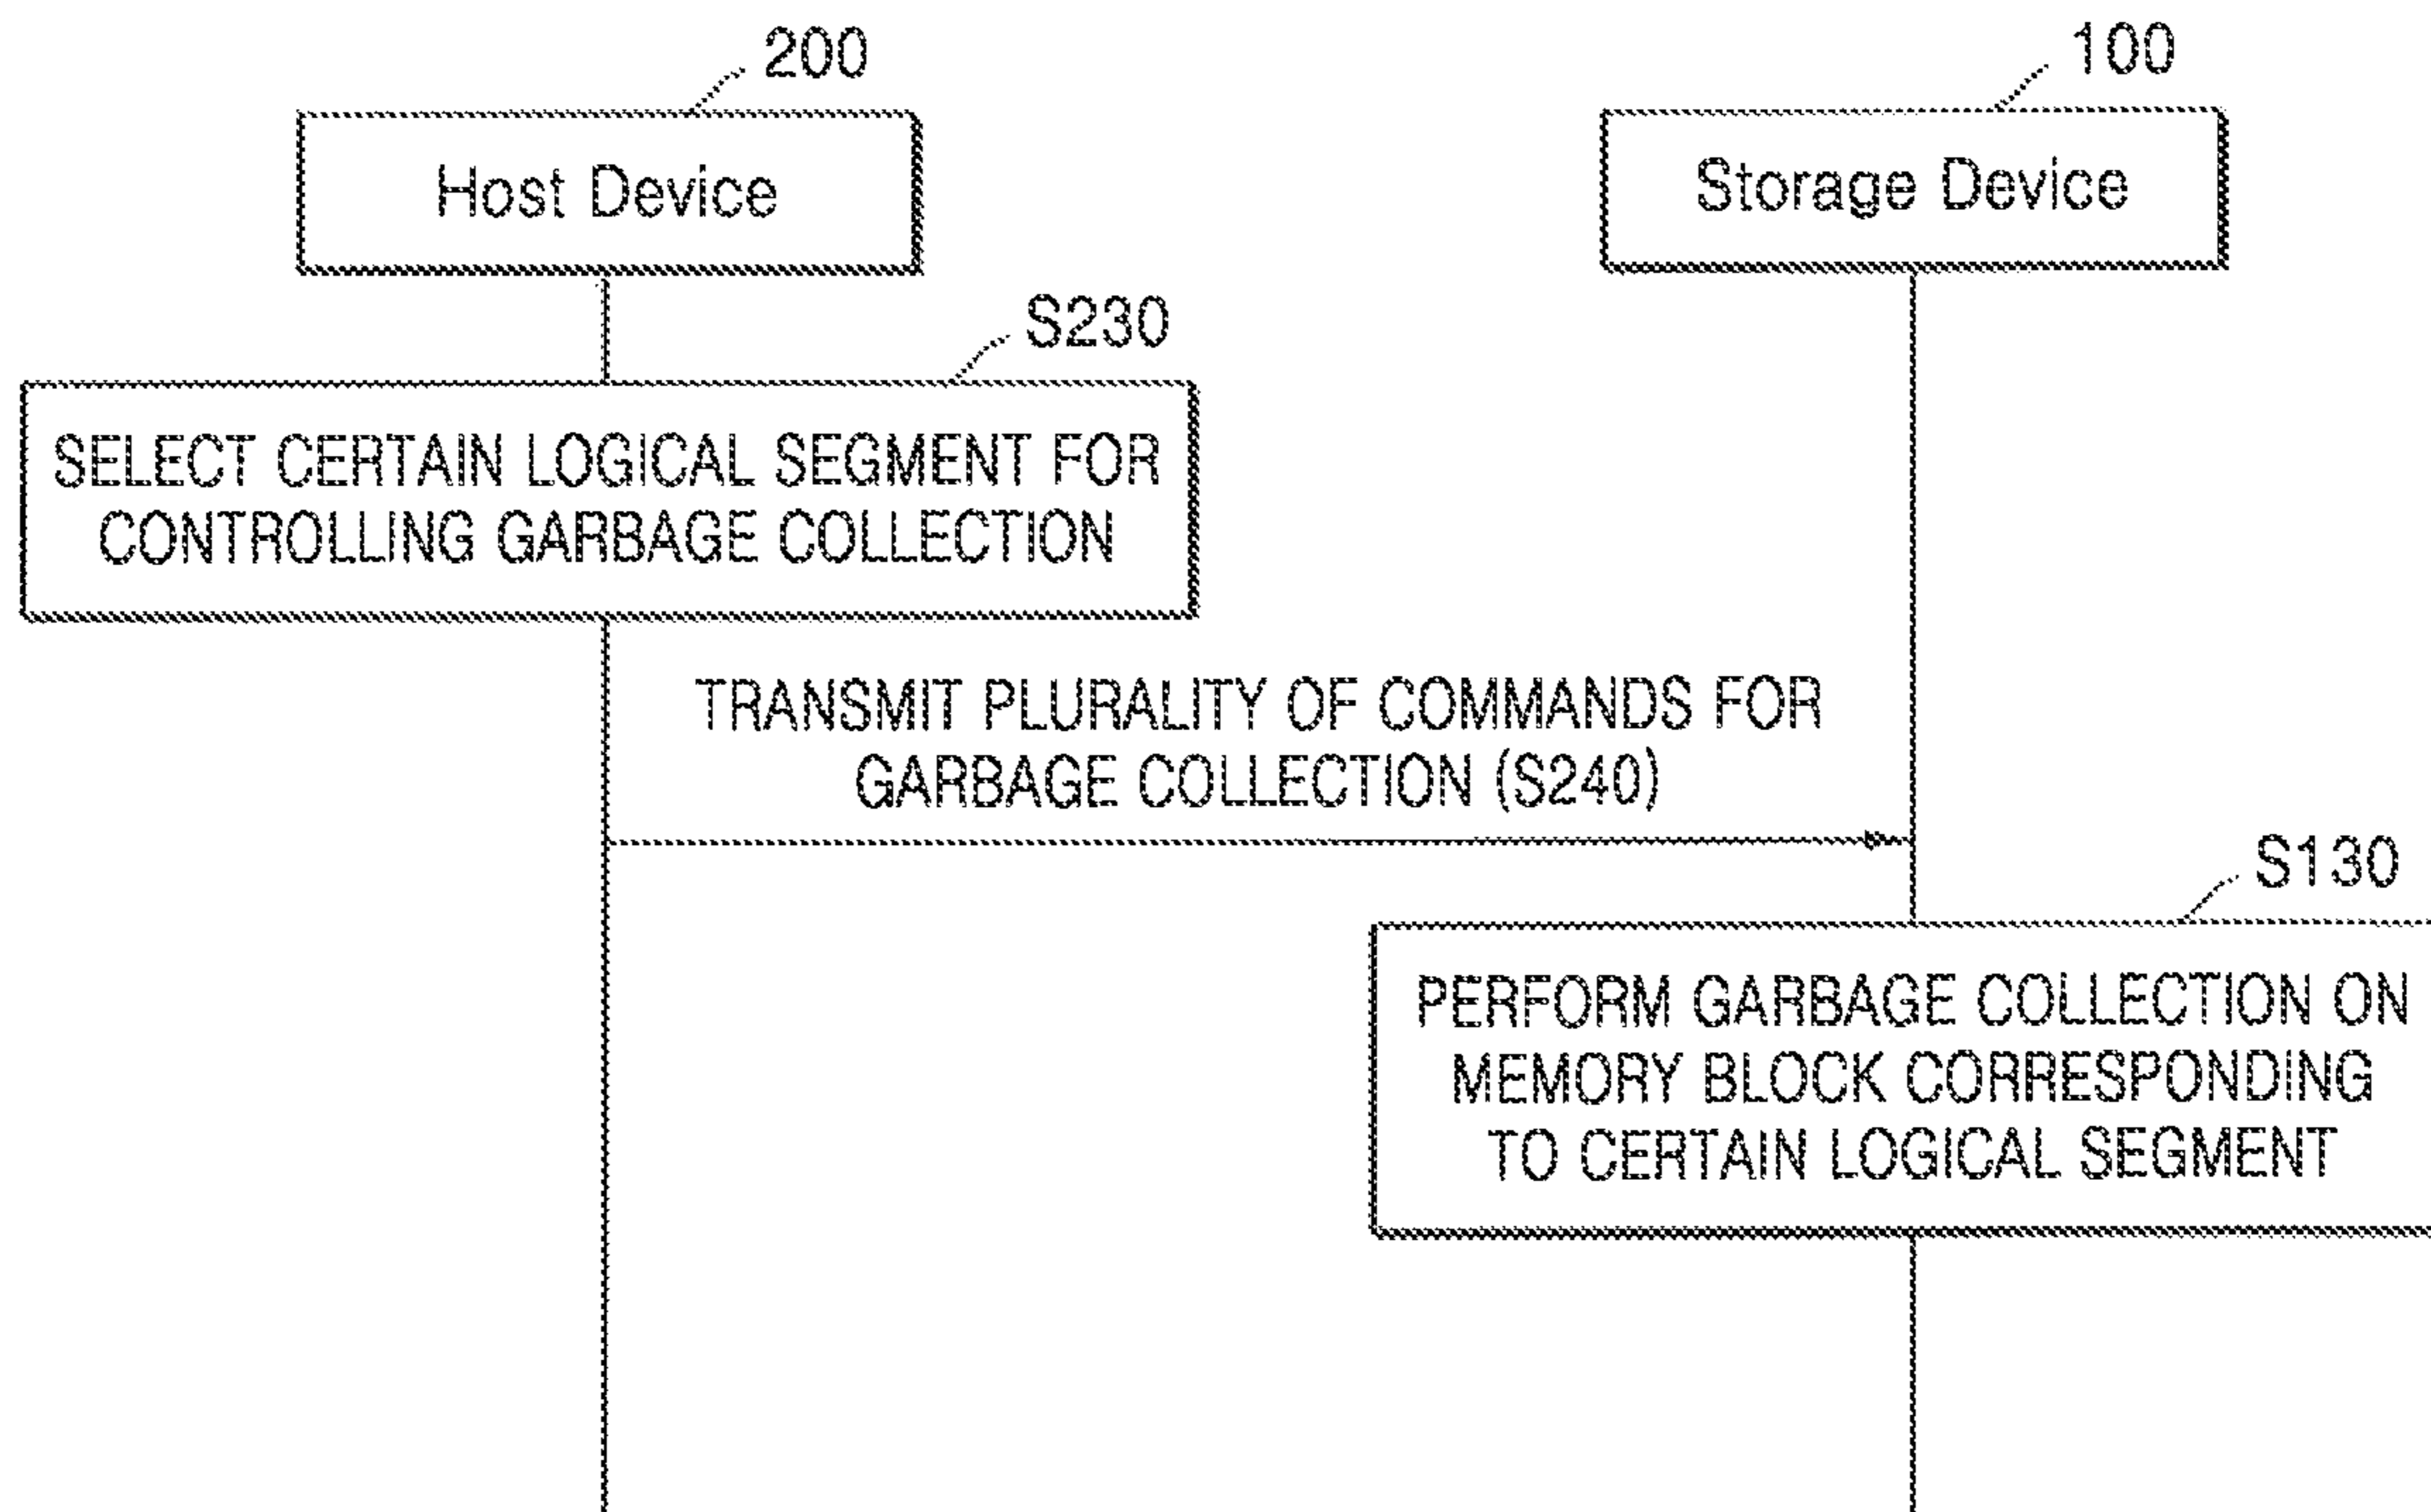 200
100
Host Device
Storage Device
S230
SELECT CERTAIN LOGICAL SEGMENT FOR
CONTROLLING GARBAGE COLLECTION
TRANSMIT PLURALITY OF COMMANDS FOR
GARBAGE COLLECTION (S240)
S130
PERFORM GARBAGE COLLECTION ON
MEMORY BLOCK CORRESPONDING
TO CERTAIN LOGICAL SEGMENT